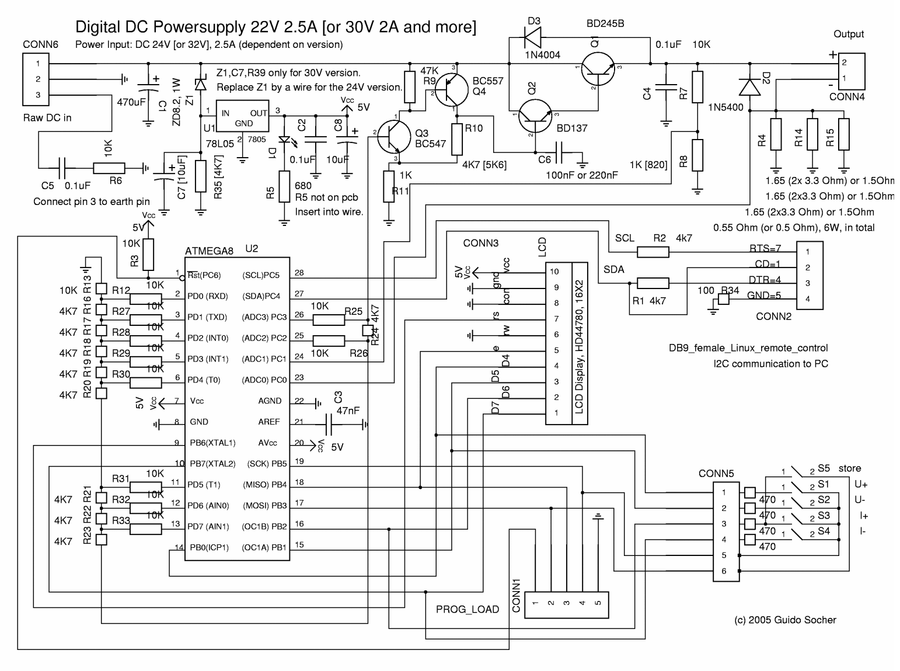 Digital DC Powersupply 22V 2.5A [or 30V 2A and more]
Power Input: DC 24V [or 32V], 2.5A (dependent on version)
CONN6
1
2
3
Raw DC in
470uF
C1
ZD8.2, 1W
Z1
Z1,C7,R39 only for 30V version.
Replace Z1 by a wire for the 24V version.
1
IN
OUT
3
GND
U1
2
7805
78L05
Vcc
5V
D1
0.1uF
C2
10uF
C8
R5
680
R5 not on pcb
Insert into wire.
C5
0.1uF
10K
R6
C7 [10uF]
R35 [4K7]
Connect pin 3 to earth pin
47K
R9
BC557
Q4
Q3
BC547
R10
4K7 [5K6]
1K
R11
D3
1N4004
BD245B
Q1
Q2
BD137
C6
100nF or 220nF
0.1uF
10K
C4
R7
1K [820]
R8
D2
1N5400
Output
+
2
1
-
CONN4
R4
R14
R15
1.65 (2x 3.3 Ohm) or 1.5Ohm
1.65 (2x3.3 Ohm) or 1.5Ohm
1.65 (2x3.3 Ohm) or 1.5Ohm
0.55 Ohm (or 0.5 Ohm), 6W, in total
Vcc
5V
10K
R3
ATMEGA8
U2
1
Rst(PC6)
2
PD0 (RXD)
3
PD1 (TXD)
4
PD2 (INT0)
5
PD3 (INT1)
6
PD4 (T0)
7
Vcc
8
GND
9
PB6(XTAL1)
10
PB7(XTAL2)
11
PD5 (T1)
12
PD6 (AIN0)
13
PD7 (AIN1)
14
PB0(ICP1)
(SCL)PC5
28
(SDA)PC4
27
(ADC3) PC3
26
(ADC2) PC2
25
(ADC1) PC1
24
(ADC0) PC0
23
AGND
22
AREF
21
AVcc
20
(SCK) PB5
19
(MISO) PB4
18
(MOSI) PB3
17
(OC1B) PB2
16
(OC1A) PB1
15
10K
R13
R12
10K
4K7
R16
R27
10K
4K7
R17
R28
10K
4K7
R18
R29
10K
4K7
R19
R30
10K
4K7
R20
5V
Vcc
R31
10K
4K7
R21
R32
10K
4K7
R22
R33
10K
4K7
R23
10K
R25
4K7
R24
10K
R26
C3
47nF
Vcc
5V
CONN3
LCD
5V
Vcc
vcc
10
gnd
9
con
8
rs
7
rw
6
e
5
D4
4
D5
3
D6
2
D7
1
LCD Display, HD44780, 16X2
SCL
R2
4k7
SDA
R1
4k7
RTS=7
1
CD=1
2
DTR=4
3
100
R34
GND=5
4
CONN2
DB9_female_Linux_remote_control
I2C communication to PC
CONN5
1
2
3
4
5
6
470
470
470
470
1
2
S5
store
1
2
S1
U+
1
2
S2
U-
1
2
S3
I+
1
2
S4
I-
PROG_LOAD
CONN1
1
2
3
4
5
(c) 2005 Guido Socher